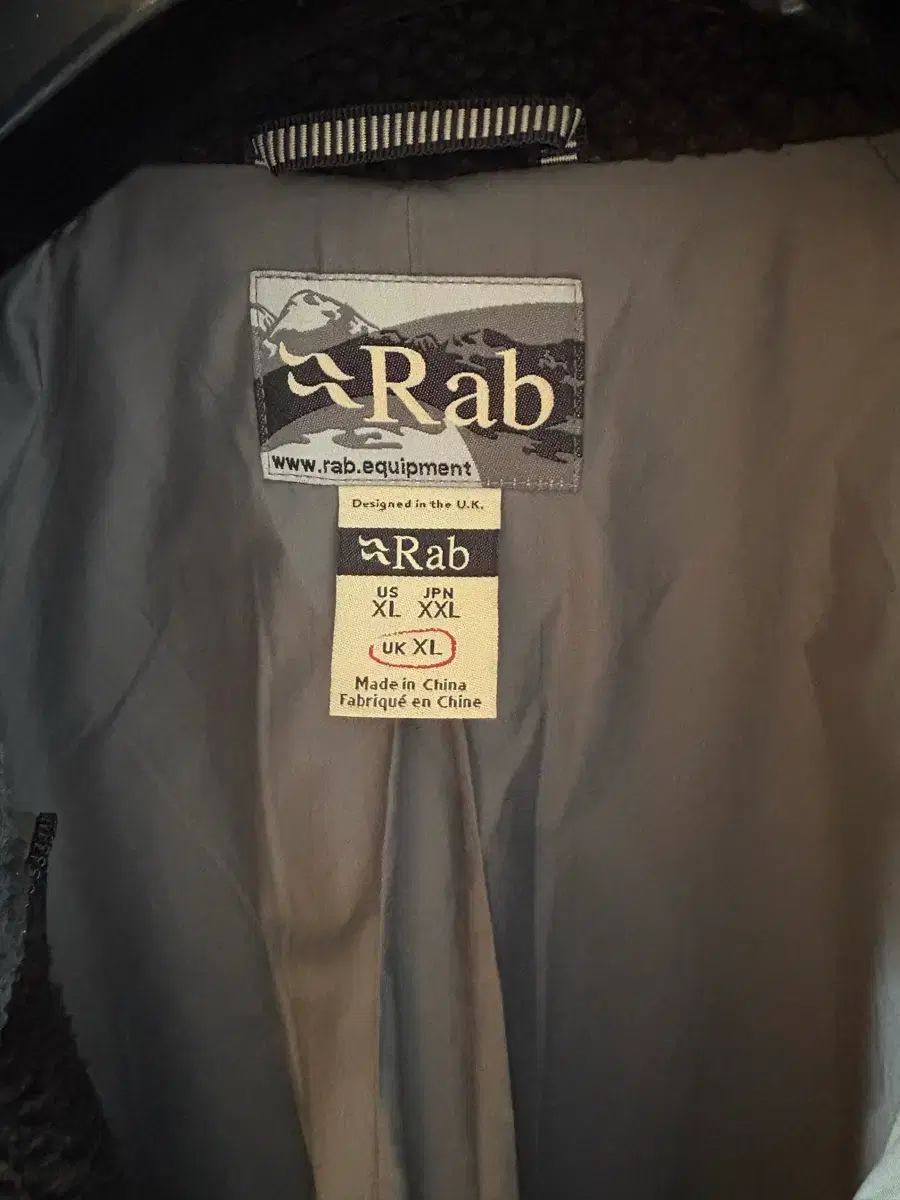 Rab
www.rab.equipment
Designed in the U.K.
Rab
US JPN
XL XXL
UK XL
Made in China
Fabriqué en Chine